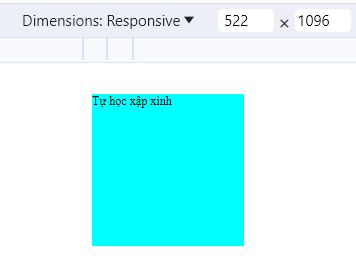 Dimensions: Responsive 522 × 1096
Tự học xập xinh